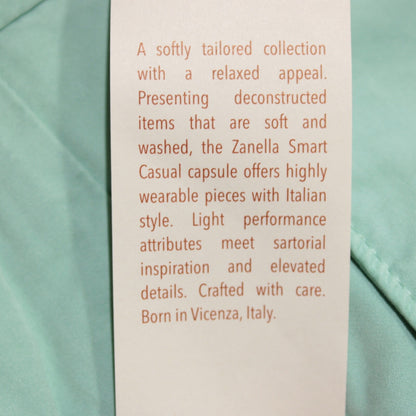 A softly tailored collection
with a relaxed appeal.
Presenting deconstructed
items that are soft and
washed, the Zanella Smart
Casual capsule offers highly
wearable pieces with Italian
style. Light performance
attributes meet sartorial
inspiration and elevated
details. Crafted with care.
Born in Vicenza, Italy.